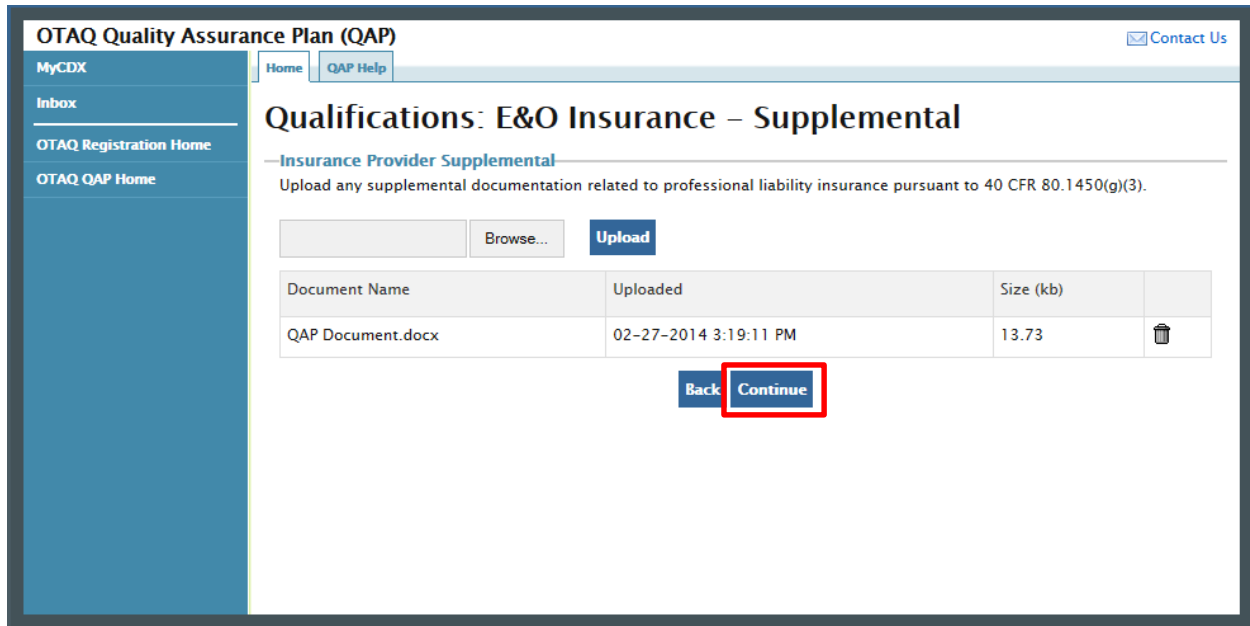 OTAQ Quality Assurance Plan (QAP)
Contact Us
MyCDX
Home
QAP Help
Inbox
Qualifications: E&O Insurance – Supplemental
OTAQ Registration Home
Insurance Provider Supplemental
OTAQ QAP Home
Upload any supplemental documentation related to professional liability insurance pursuant to 40 CFR 80.1450(g)(3).
Browse...
Upload
Document Name
Uploaded
Size (kb)
QAP Document.docx
02-27-2014 3:19:11 PM
13.73
Back
Continue